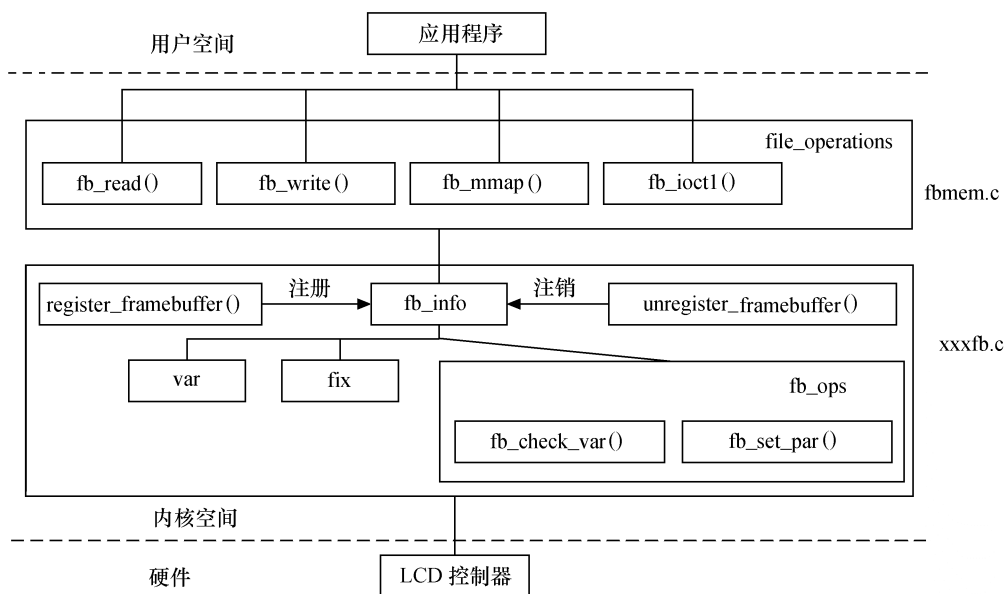 应用程序
用户空间
file_operations
fb_read()
fb_write()
fb_mmap()
fb_ioct1()
fbmem.c
register_framebuffer()
注册
fb_info
注销
unregister_framebuffer()
xxxfb.c
var
fix
fb_ops
fb_check_var()
fb_set_par()
内核空间
硬件
LCD 控制器